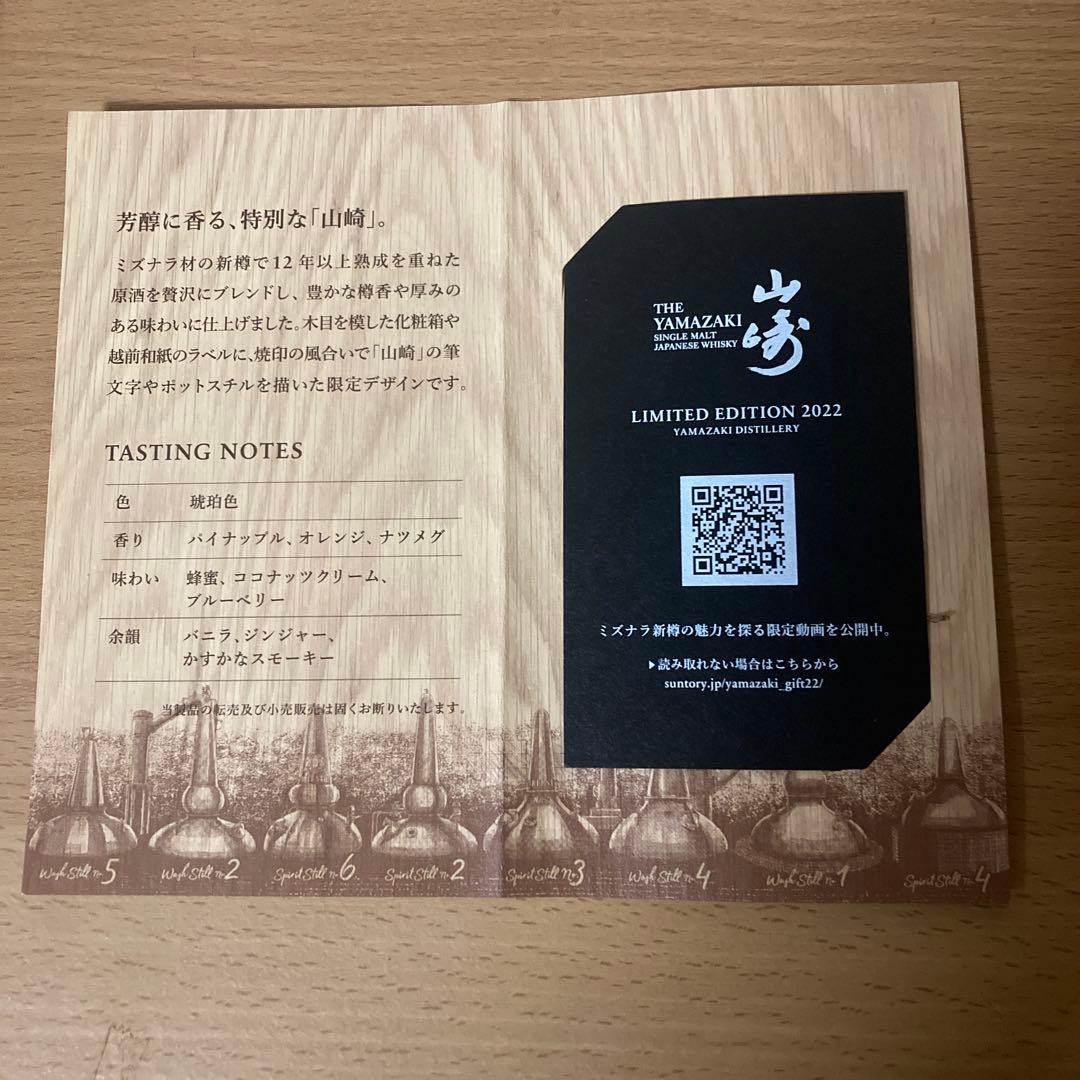 芳醇に香る、特別な「山崎」。
ミズナラ材の新樽で12年以上熟成を重ねた
原酒を贅沢にブレンドし、豊かな樽香や厚みの
ある味わいに仕上げました。木目を模した化粧箱や
越前和紙のラベルに、焼印の風合いで「山崎」の筆
文字やポットスチルを描いた限定デザインです。
TASTING NOTES
色 琥珀色
香り パイナップル、オレンジ、ナツメグ
味わい 蜂蜜、ココナッツクリーム、
ブルーベリー
余韻 バニラ、ジンジャー、
かすかなスモーキー
当製品の転売及び小売販売は固くお断りいたします。
Wash Still No.5
Wash Still No.2
Spirit Still No.6
Spirit Still No.2
Spirit Still No.3
Wash Still No.4
Wash Still No.1
Spirit Still No.4
THE
YAMAZAKI
SINGLE MALT
JAPANESE WHISKY
山崎
LIMITED EDITION 2022
YAMAZAKI DISTILLERY
ミズナラ新樽の魅力を探る限定動画を公開中。
▶読み取れない場合はこちらから
suntory.jp/yamazaki_gift22/